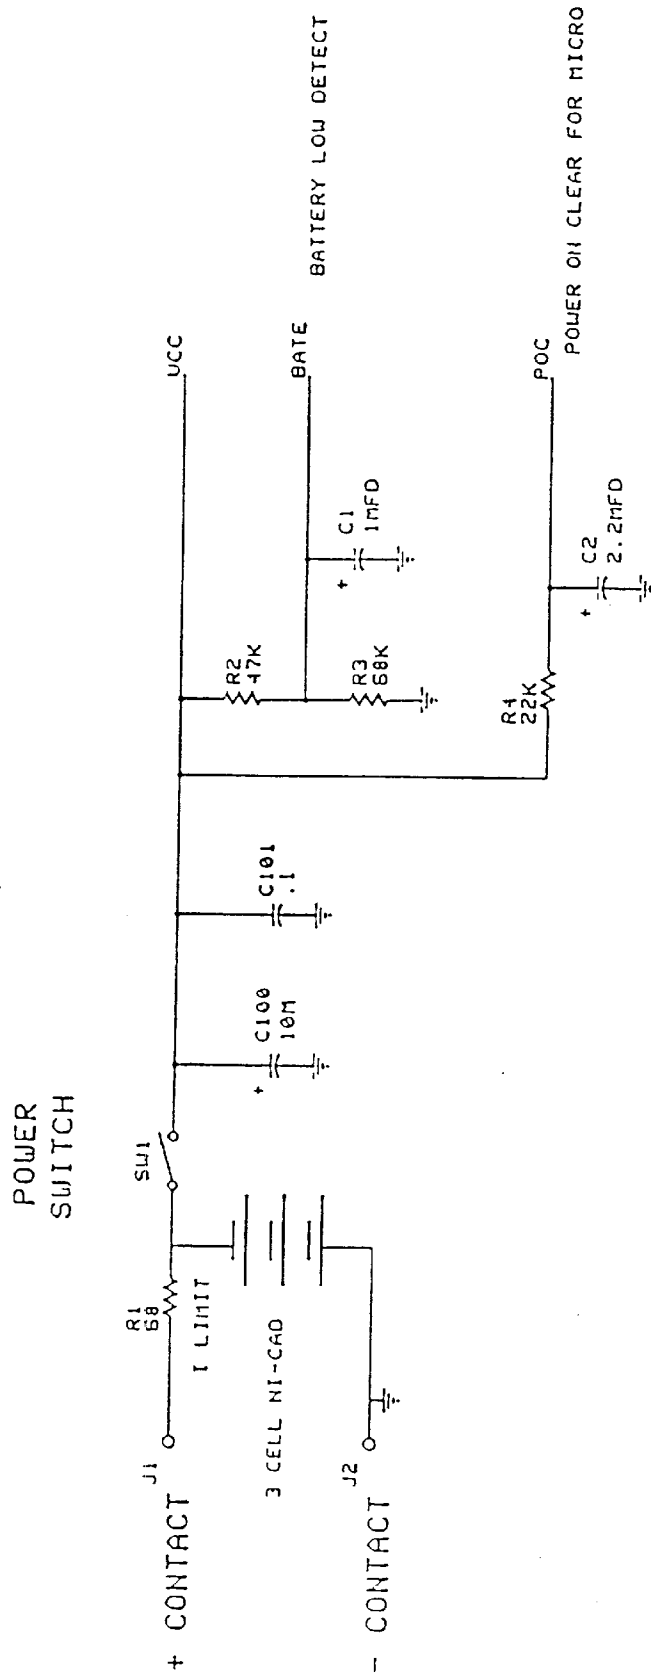 POWER
SWITCH
SW1
+ CONTACT
J1
R1
68
I LIMIT
3 CELL NI-CAD
- CONTACT
J2
C100
10M
+
C101
.1
R2
47K
R3
68K
C1
1MFD
+
R4
22K
C2
2.2MFD
+
VCC
BATE
BATTERY LOW DETECT
POC
POWER ON CLEAR FOR MICRO